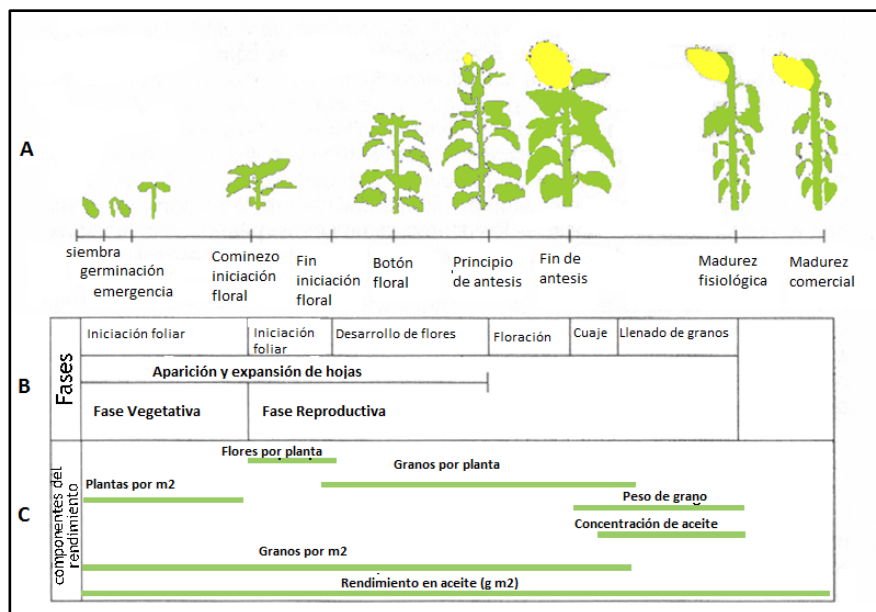 A
siembra
germinación
emergencia
Cominezo
iniciación
floral
Fin
iniciación
floral
Botón
floral
Principio
de antesis
Fin de
antesis
Madurez
fisiológica
Madurez
comercial
B
Fases
Iniciación foliar
Iniciación
foliar
Desarrollo de flores
Floración
Cuaje
Llenado de granos
Aparición y expansión de hojas
Fase Vegetativa
Fase Reproductiva
C
componentes del
rendimiento
Flores por planta
Granos por planta
Plantas por m2
Peso de grano
Concentración de aceite
Granos por m2
Rendimiento en aceite (g m2)